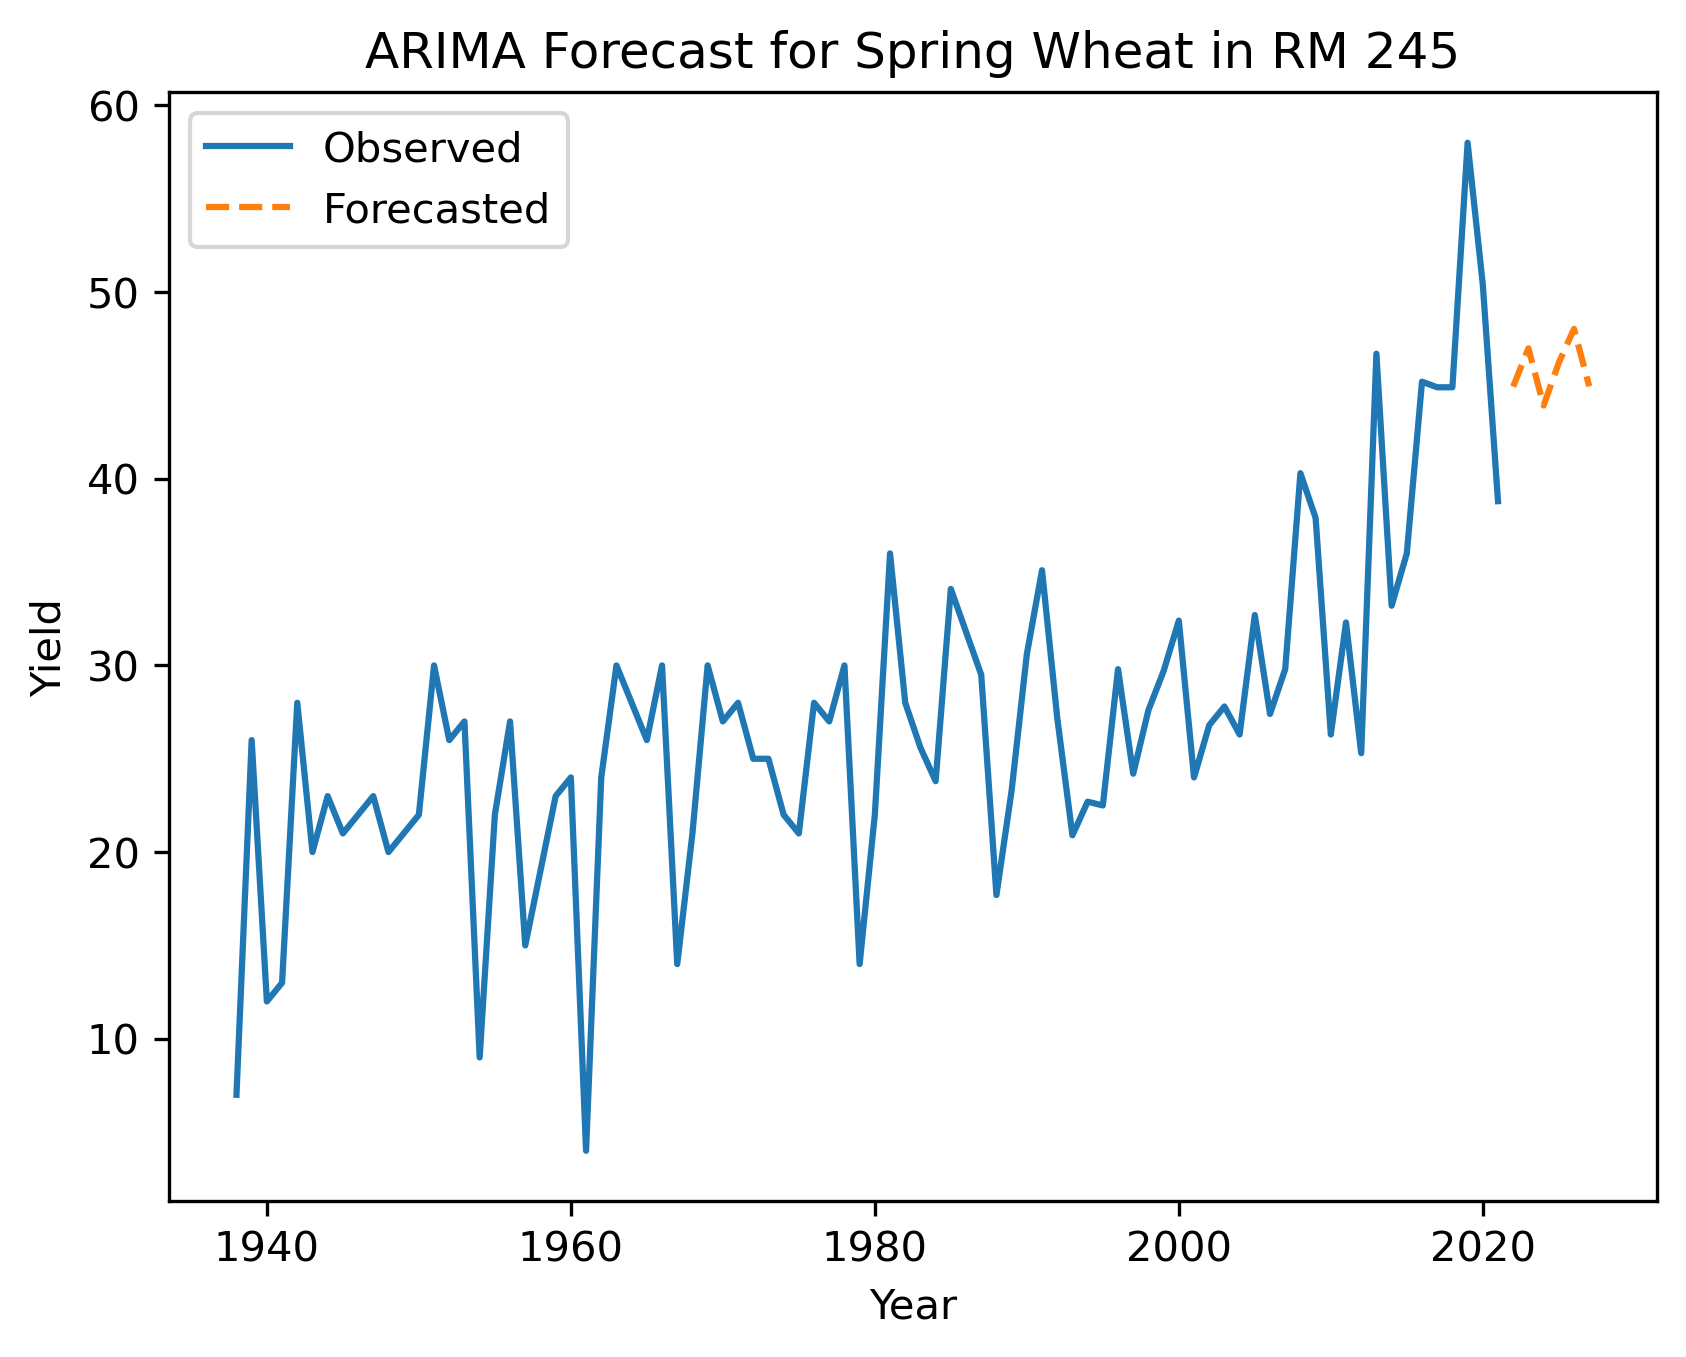 ARIMA Forecast for Spring Wheat in RM 245
Observed
Forecasted
60
50
40
30
20
10
Yield
1940 1960 1980 2000 2020
Year